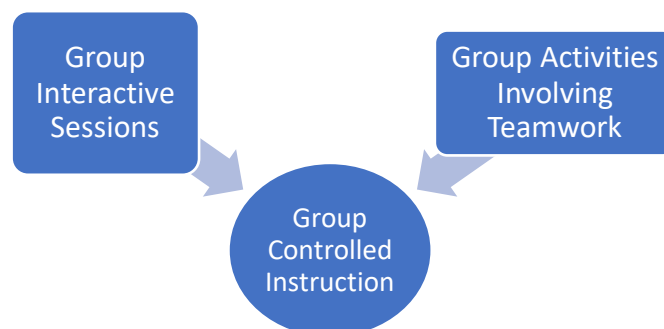 Group
Interactive
Sessions
Group Activities
Involving
Teamwork
Group
Controlled
Instruction